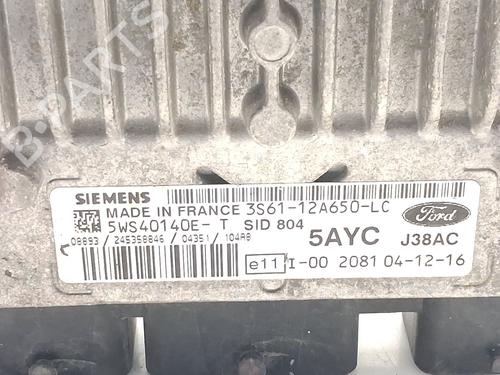 B-PARTS
SIEMENS
MADE IN FRANCE 3S61-12A650-LC
5WS40140E-T SID 804
Ford
08893 / 245358846 / 04351 / 104AB
5AYC J38AC
e11 I-00 2081 04-12-16